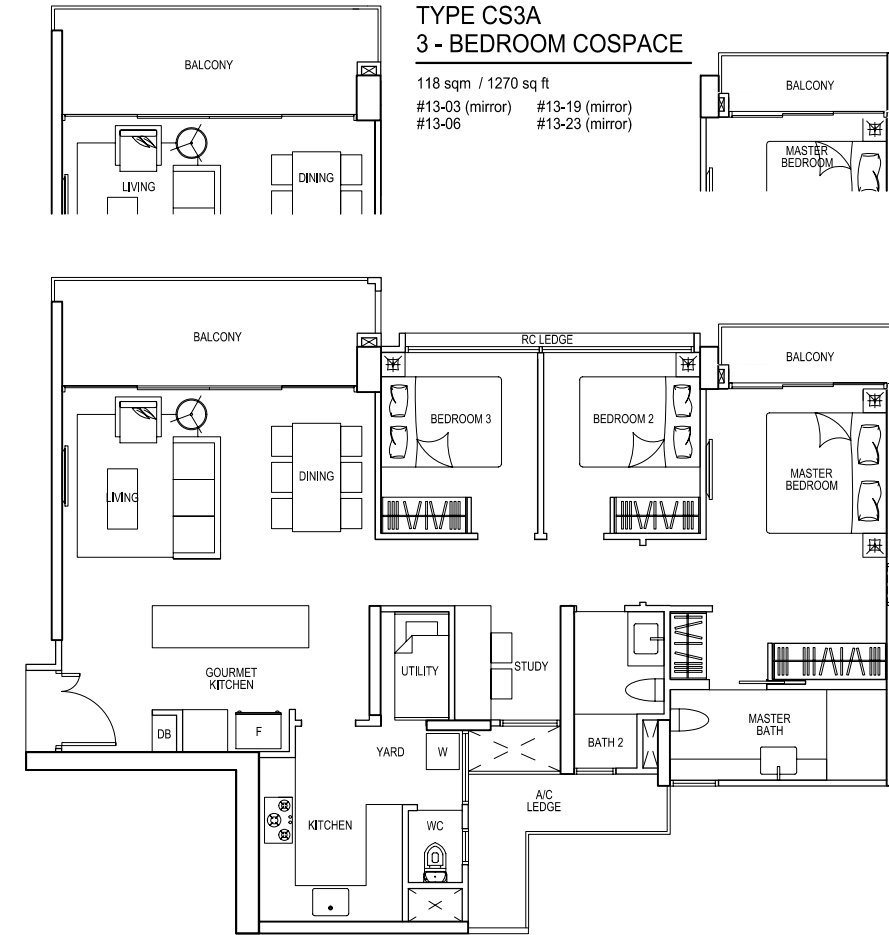 TYPE CS3A
3 - BEDROOM COSPACE
118 sqm / 1270 sq ft
#13-03 (mirror) #13-19 (mirror)
#13-06 #13-23 (mirror)
BALCONY
LIVING
DINING
BALCONY
MASTER
BEDROOM
BALCONY
RC LEDGE
BALCONY
BEDROOM 3
BEDROOM 2
LIVING
DINING
MASTER
BEDROOM
GOURMET
KITCHEN
UTILITY
STUDY
DB
F
YARD
W
BATH 2
MASTER
BATH
A/C
LEDGE
KITCHEN
WC